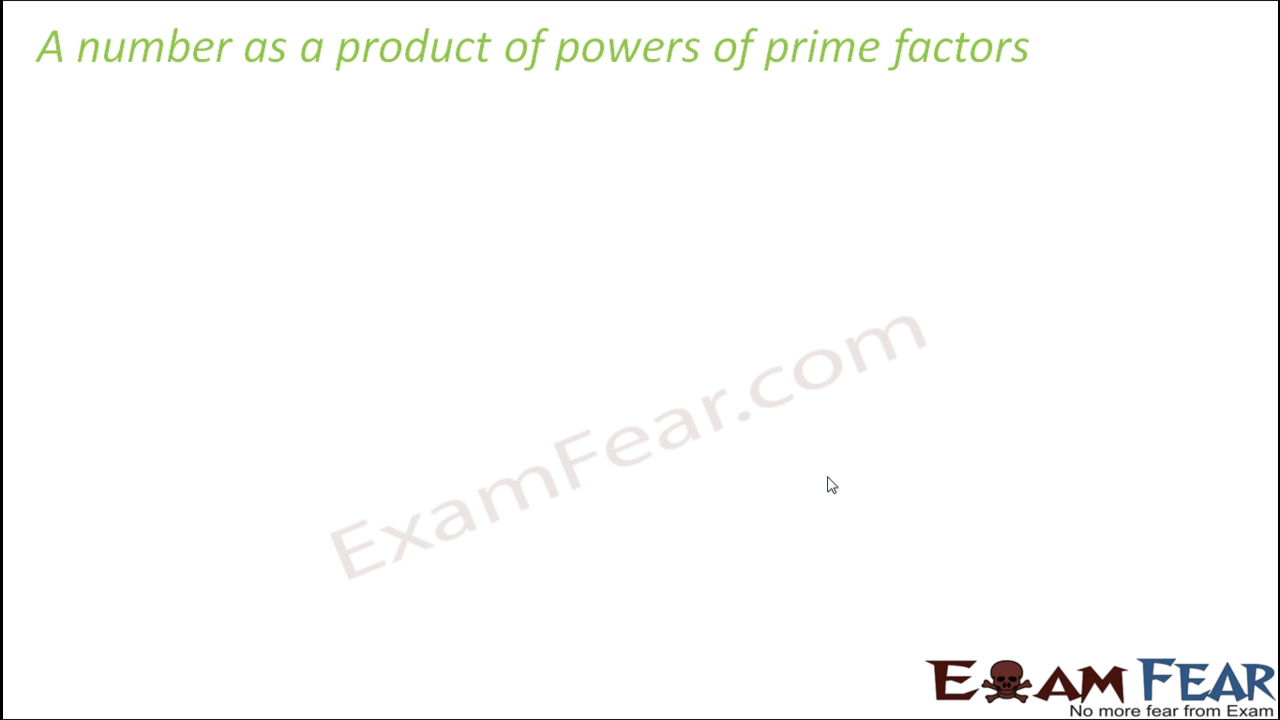 A number as a product of powers of prime factors
ExamFear.com
EXAM FEAR
No more fear from Exam